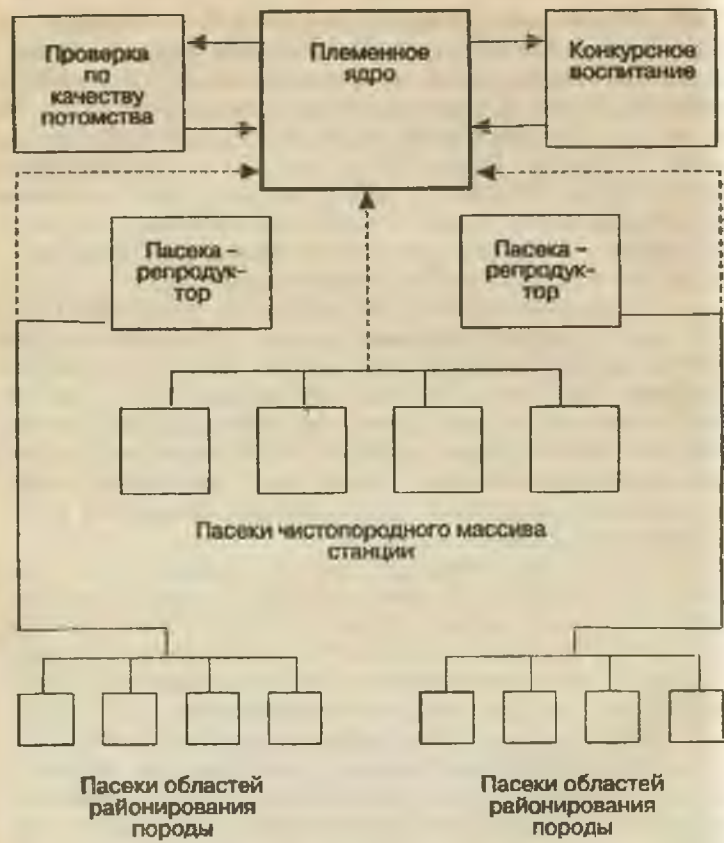 Проверка
по
качеству
потомства
Племенное
ядро
Конкурсное
воспитание
Пасека –
репродук-
тор
Пасека –
репродук-
тор
Пасеки чистопородного массива
станции
Пасеки областей
районирования
породы
Пасеки областей
районирования
породы